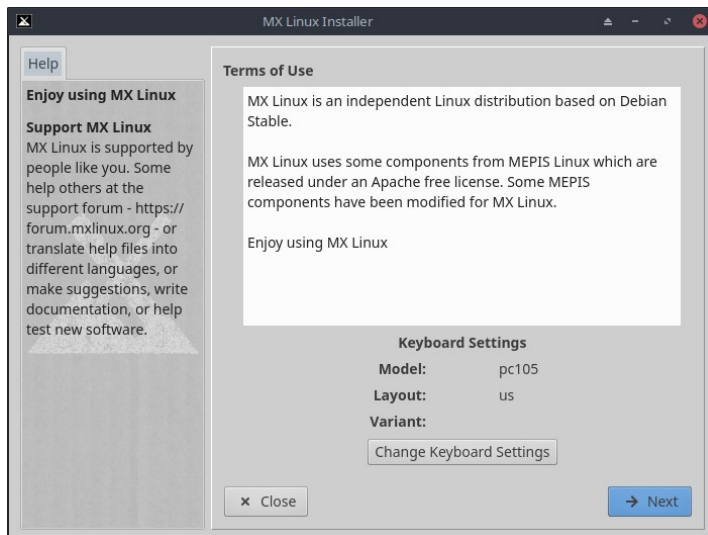 MX Linux Installer
Help
Enjoy using MX Linux
Support MX Linux
MX Linux is supported by
people like you. Some
help others at the
support forum - https://
forum.mxlinux.org - or
translate help files into
different languages, or
make suggestions, write
documentation, or help
test new software.
Terms of Use
MX Linux is an independent Linux distribution based on Debian
Stable.
MX Linux uses some components from MEPIS Linux which are
released under an Apache free license. Some MEPIS
components have been modified for MX Linux.
Enjoy using MX Linux
Keyboard Settings
Model: pc105
Layout: us
Variant:
Change Keyboard Settings
Close
Next